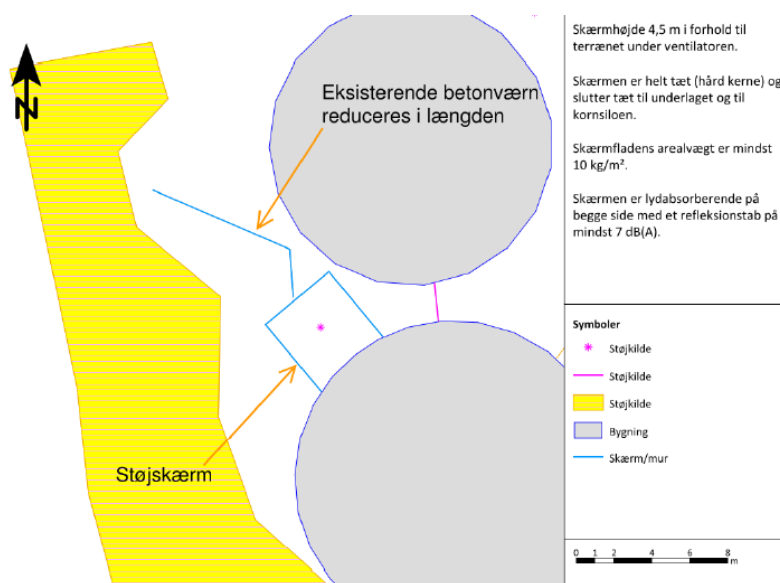 Eksisterende betonværn
reduceres i længden
N
Støjskærm
Skærmhøjde 4,5 m i forhold til
terrænet under ventilatoren.
Skærmen er helt tæt (hård kerne) og
slutter tæt til underlaget og til
kornsiloen.
Skærmfladens arealvægt er mindst
10 kg/m².
Skærmen er lydabsorberende på
begge side med et refleksionstab på
mindst 7 dB(A).
Symboler
Støjkilde
Støjkilde
Støjkilde
Bygning
Skærm/mur
0 1 2 4 6 8
m